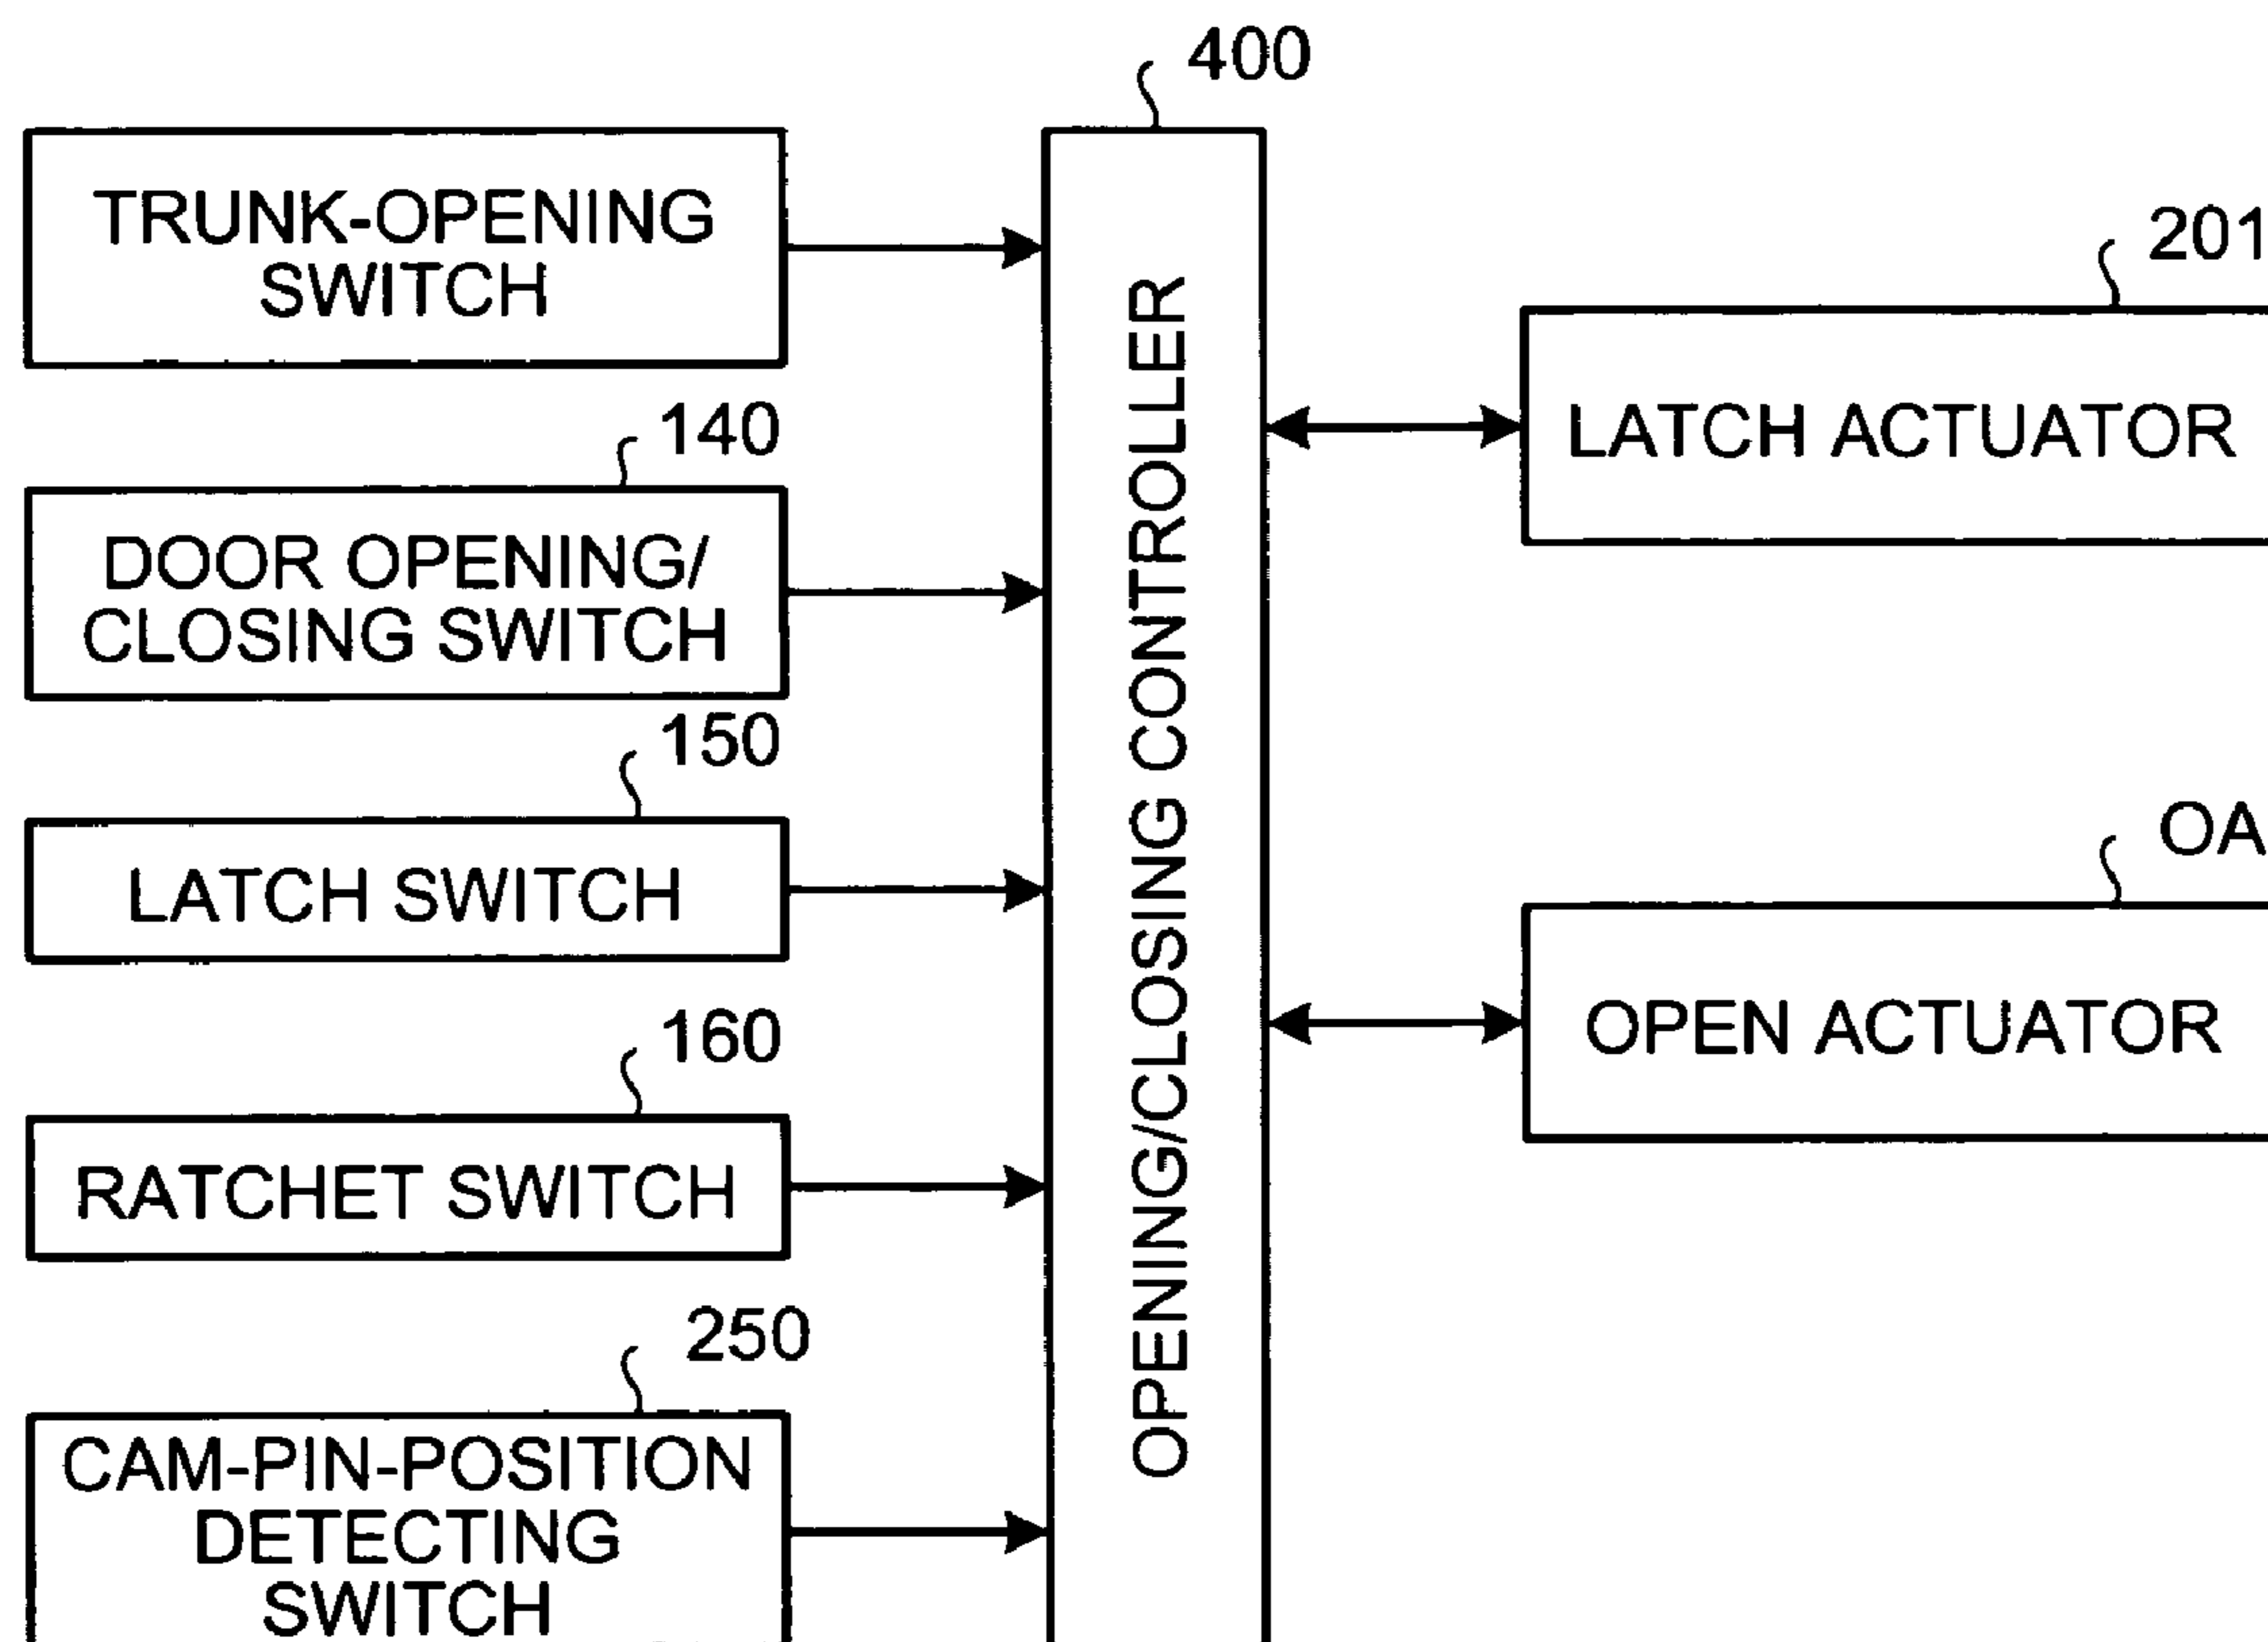 400
TRUNK-OPENING
SWITCH
140
DOOR OPENING/
CLOSING SWITCH
150
LATCH SWITCH
160
RATCHET SWITCH
250
CAM-PIN-POSITION
DETECTING
SWITCH
OPENING/CLOSING CONTROLLER
201
LATCH ACTUATOR
OA
OPEN ACTUATOR